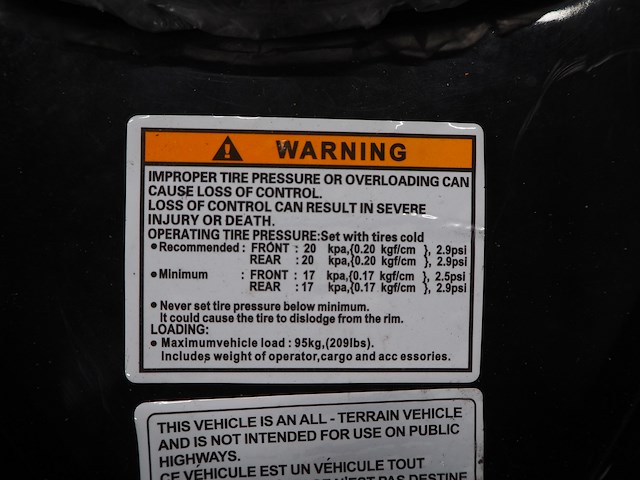 WARNING
IMPROPER TIRE PRESSURE OR OVERLOADING CAN
CAUSE LOSS OF CONTROL.
LOSS OF CONTROL CAN RESULT IN SEVERE
INJURY OR DEATH.
OPERATING TIRE PRESSURE:Set with tires cold
• Recommended : FRONT : 20 kpa,{0.20 kgf/cm }, 2.9psi
REAR : 20 kpa,{0.20 kgf/cm }, 2.9psi
• Minimum : FRONT : 17 kpa,{0.17 kgf/cm }, 2.5psi
REAR : 17 kpa,{0.17 kgf/cm }, 2.9psi
• Never set tire pressure below minimum.
It could cause the tire to dislodge from the rim.
LOADING:
• Maximumvehicle load : 95kg,(209lbs).
Includes weight of operator,cargo and acc essories.
THIS VEHICLE IS AN ALL - TERRAIN VEHICLE
AND IS NOT INTENDED FOR USE ON PUBLIC
HIGHWAYS.
CE VÉHICULE EST UN VÉHICULE TOUT
N'EST PAS DESTINE